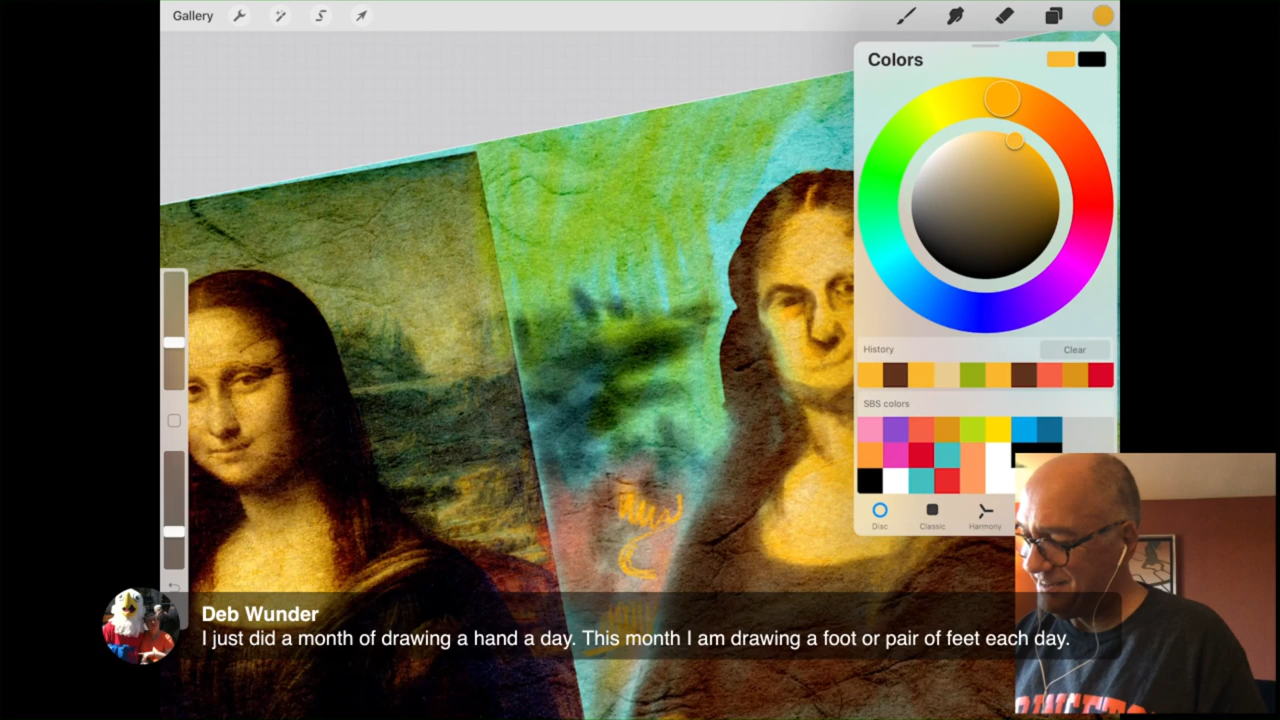 Gallery
Colors
History
Clear
SBS colors
Disc
Classic
Harmony
Deb Wunder
I just did a month of drawing a hand a day. This month I am drawing a foot or pair of feet each day.